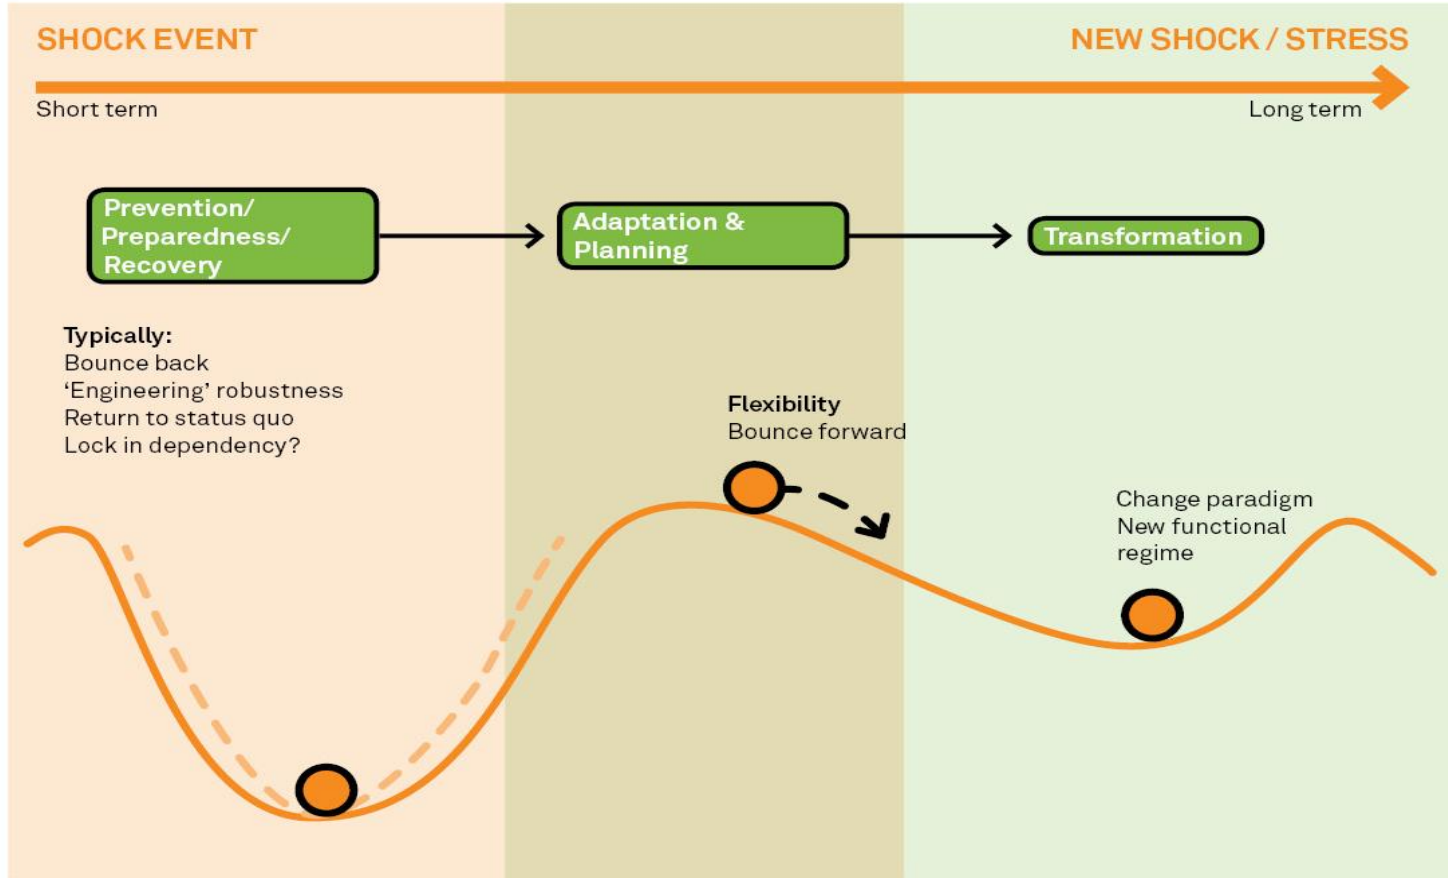 SHOCK EVENT
NEW SHOCK / STRESS
Short term
Long term
Prevention/
Preparedness/
Recovery
Adaptation &
Planning
Transformation
Typically:
Bounce back
‘Engineering’ robustness
Return to status quo
Lock in dependency?
Flexibility
Bounce forward
Change paradigm
New functional
regime